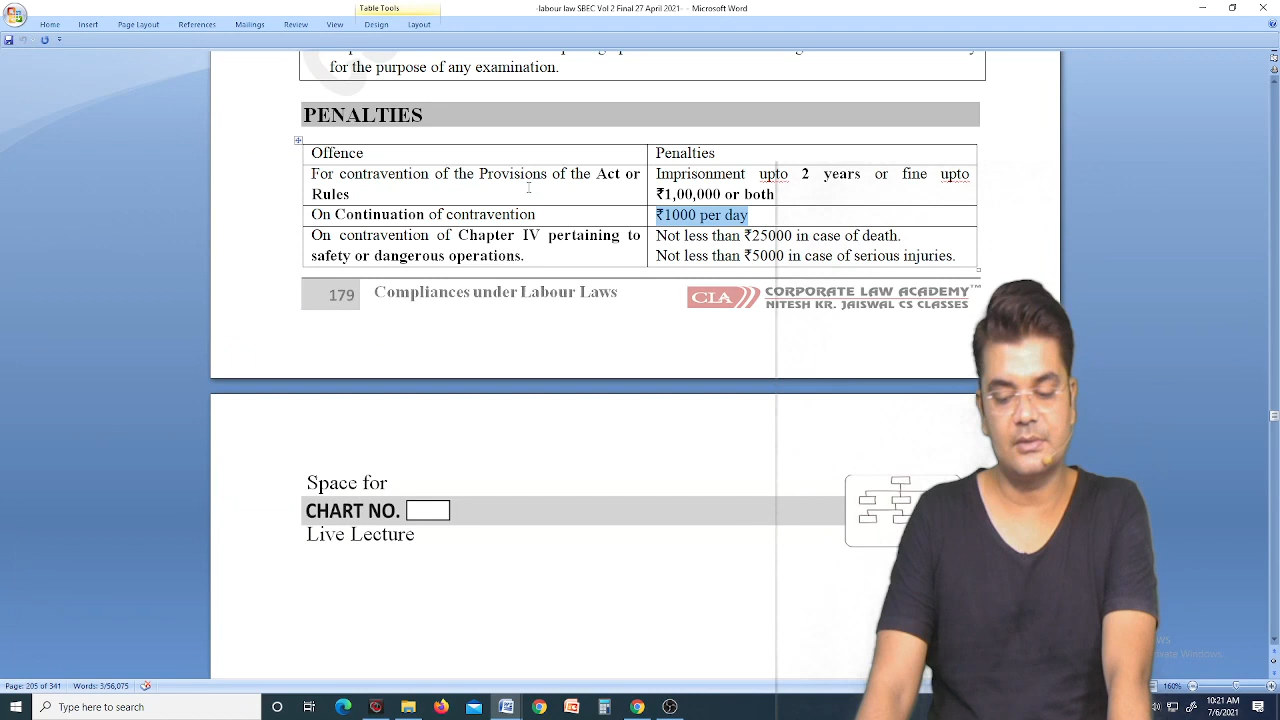 Table Tools
-labour law SBEC Vol 2 Final 27 April 2021- - Microsoft Word
Home Insert Page Layout References Mailings Review View Design Layout
for the purpose of any examination.
PENALTIES
Offence Penalties
For contravention of the Provisions of the Act or Imprisonment upto 2 years or fine upto
Rules ₹1,00,000 or both
On Continuation of contravention ₹1000 per day
On contravention of Chapter IV pertaining to Not less than ₹25000 in case of death.
safety or dangerous operations. Not less than ₹5000 in case of serious injuries.
179 Compliances under Labour Laws CLA CORPORATE LAW ACADEMY™
NITESH KR. JAISWAL CS CLASSES
Space for
CHART NO.
Live Lecture
Page: 205 of 341 Words: 3/56,075 160%
Type here to search
10:21 AM
7/6/2021